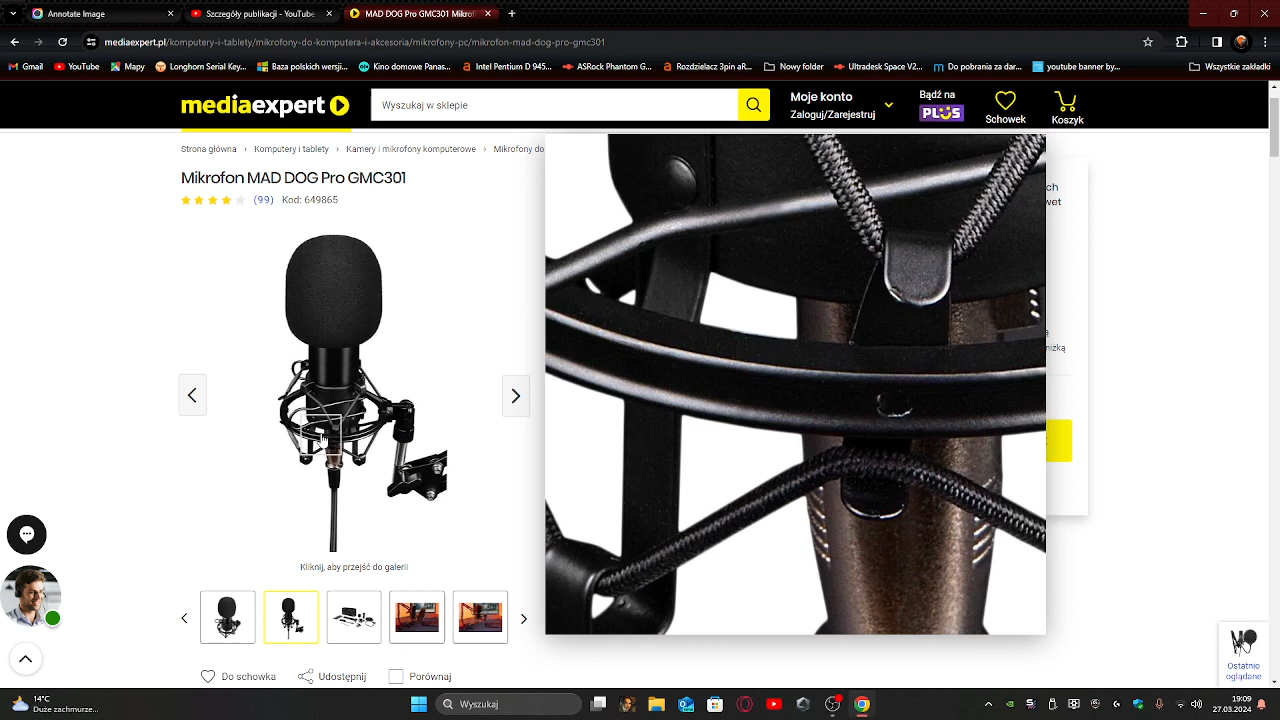 Annotate Image
Szczegóły publikacji - YouTube
MAD DOG Pro GMC301 Mikrof
mediaexpert.pl/komputery-i-tablety/mikrofony-do-komputera-i-akcesoria/mikrofony-pc/mikrofon-mad-dog-pro-gmc301
Gmail
YouTube
Mapy
Longhorn Serial Key...
Baza polskich wersji...
Kino domowe Panas...
Intel Pentium D 945...
ASRock Phantom G...
Rozdzielacz 3pin aR...
Nowy folder
Ultradesk Space V2...
Do pobrania za dar...
youtube banner by...
Wszystkie zakładki
mediaexpert
Wyszukaj w sklepie
Moje konto
Zaloguj/Zarejestruj
Bądź na
PLUS
Schowek
Koszyk
Strona główna › Komputery i tablety › Kamery i mikrofony komputerowe › Mikrofony do
Mikrofon MAD DOG Pro GMC301
(99) Kod: 649865
ch
wet
niżką
Kliknij, aby przejść do galerii
Do schowka
Udostępnij
Porównaj
Ostatnio
oglądane
14°C
Duże zachmurze...
Wyszukaj
19:09
27.03.2024